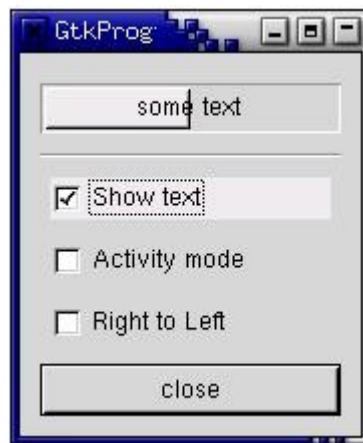 GtkProg
some text
Show text
Activity mode
Right to Left
close